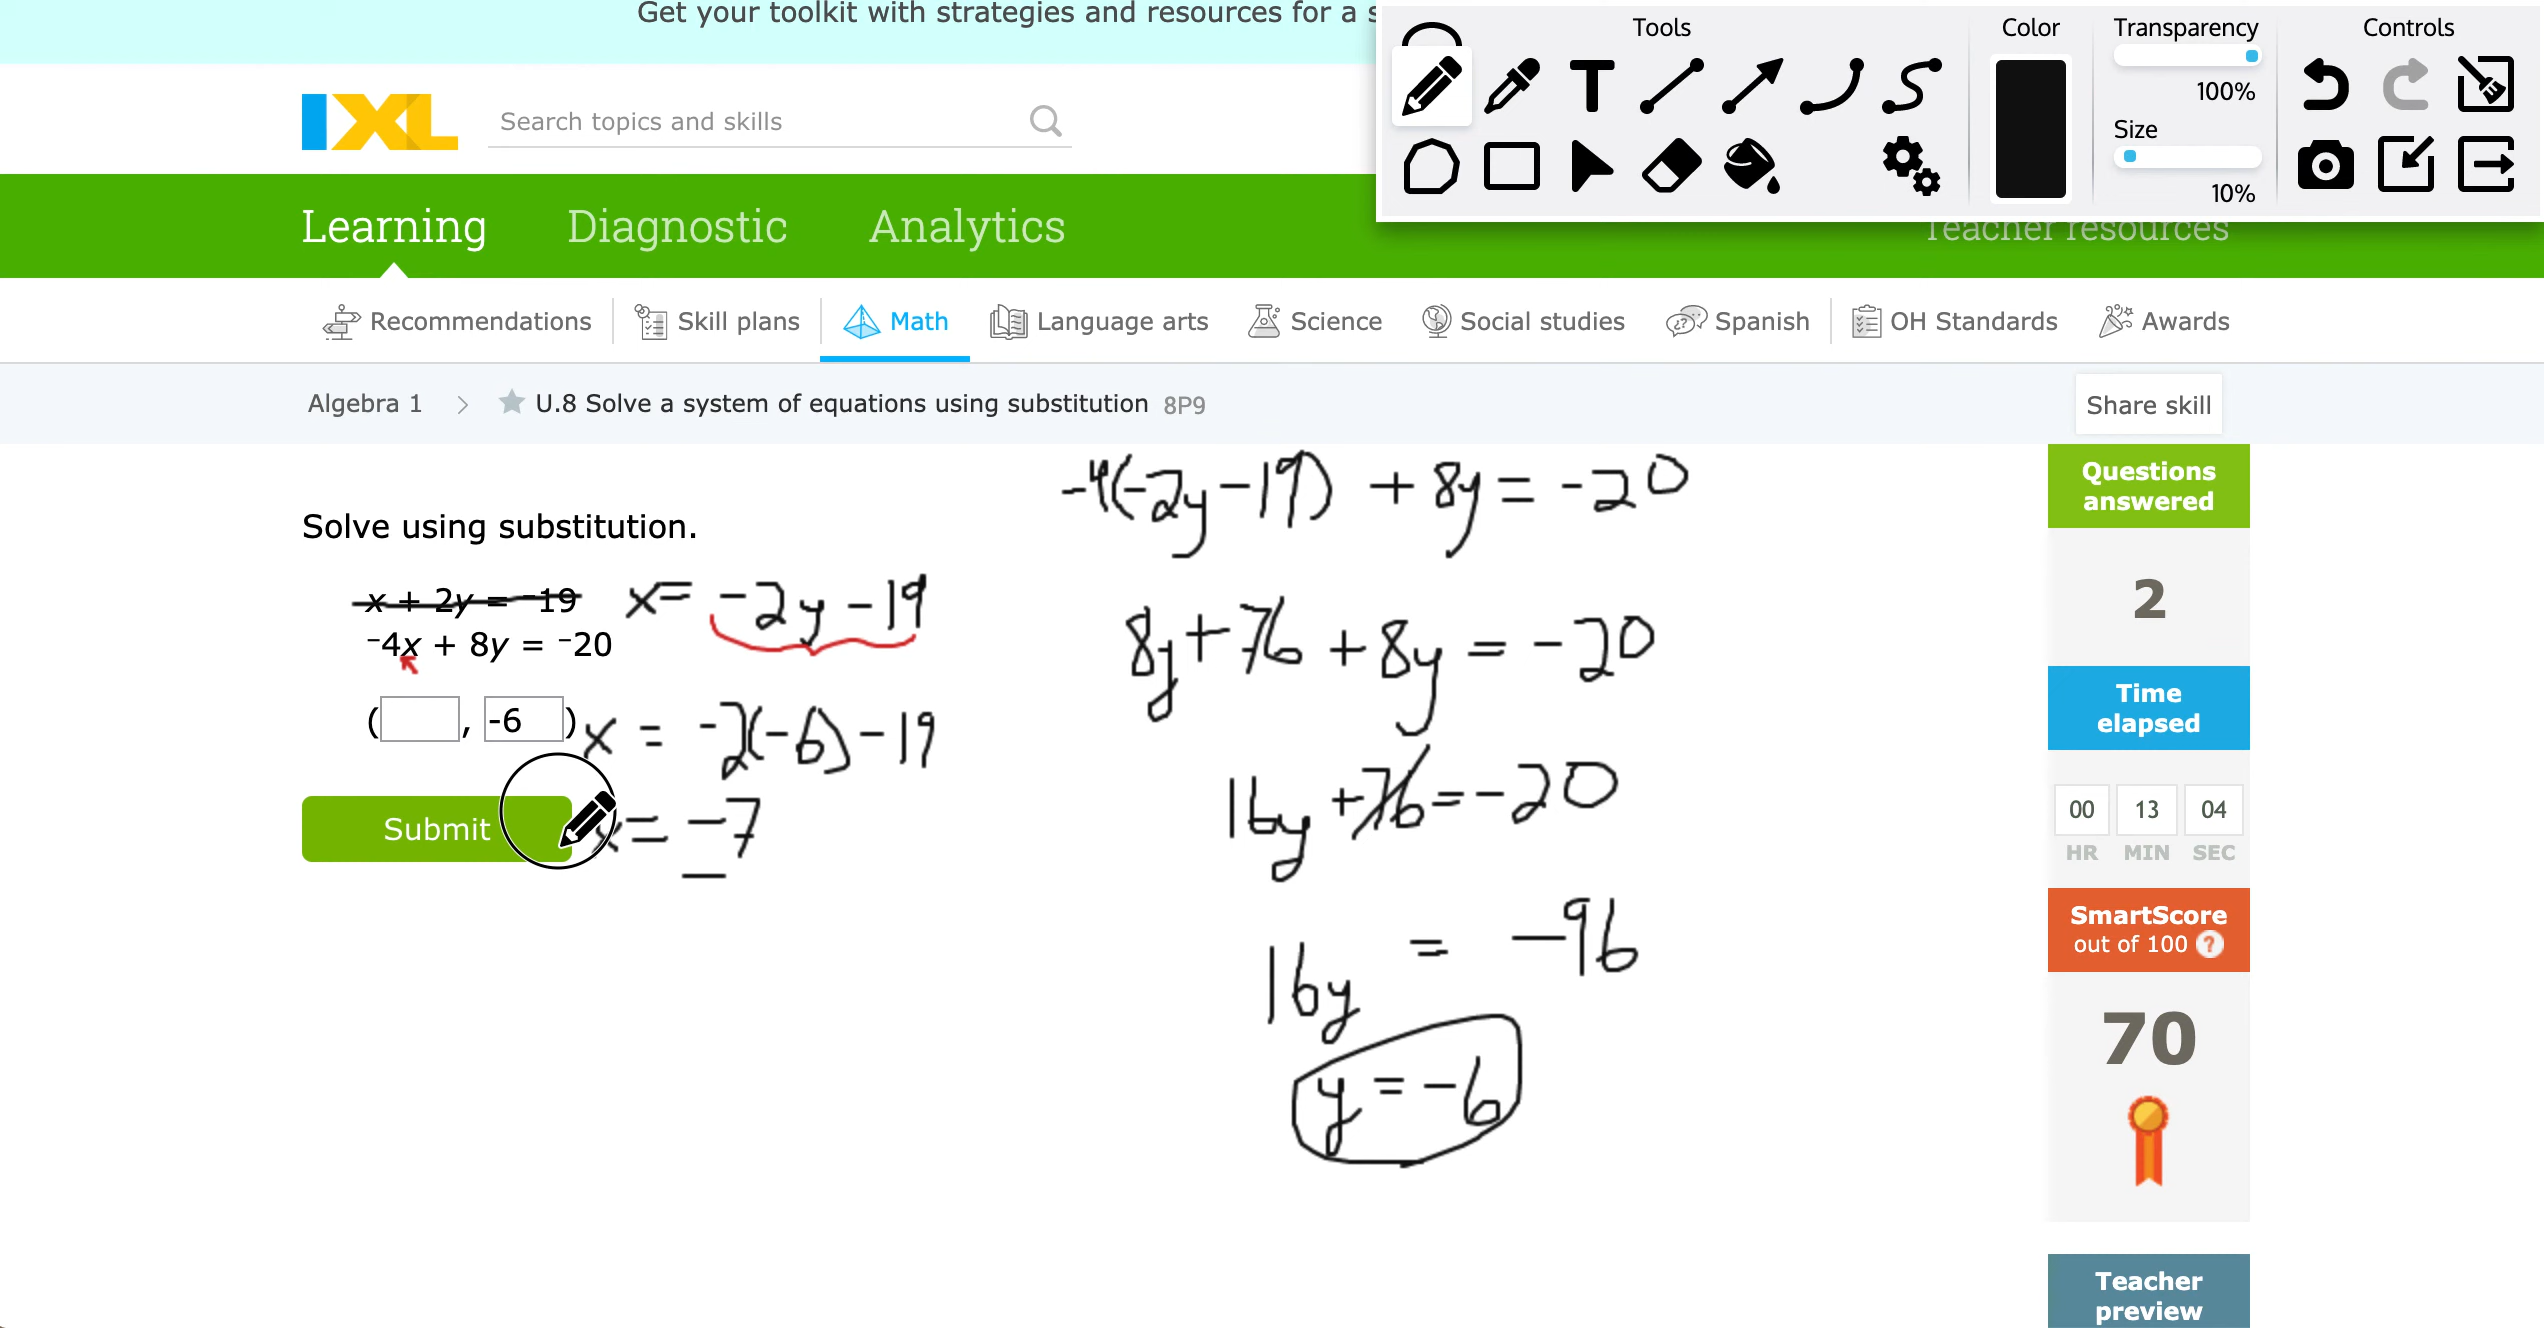 Get your toolkit with strategies and resources for a s
Tools
Color
Transparency
Controls
100%
Size
10%
IXL
Search topics and skills
Learning
Diagnostic
Analytics
Teacher resources
Recommendations
Skill plans
Math
Language arts
Science
Social studies
Spanish
OH Standards
Awards
Algebra 1 > U.8 Solve a system of equations using substitution 8P9
Share skill
Solve using substitution.
x + 2y = -19
-4x + 8y = -20
( , -6 )
Submit
x = -2y - 19
x = -2(-6) - 19
x = -7
-4(-2y - 19) + 8y = -20
8y + 76 + 8y = -20
16y + 76 = -20
16y = -96
y = -6
Questions
answered
2
Time
elapsed
00 13 04
HR MIN SEC
SmartScore
out of 100 ?
70
Teacher
preview